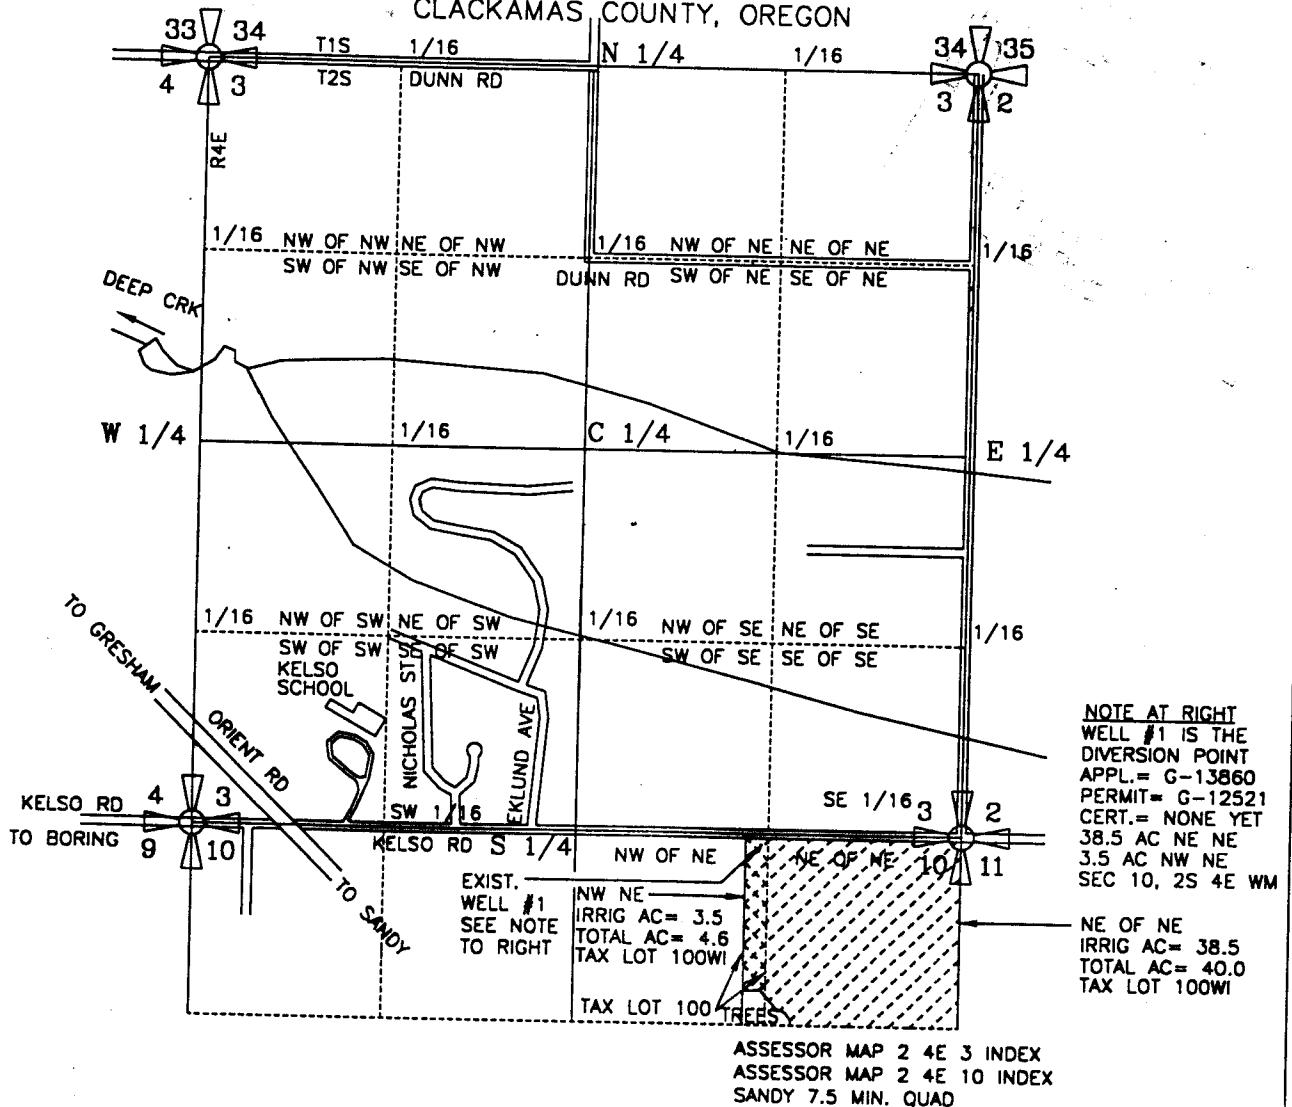 CLACKAMAS COUNTY, OREGON
33 34
T1S 1/16
N 1/4
1/16
34 35
4 3
T2S DUNN RD
3 2
R4E
1/16 NW OF NW NE OF NW
1/16 NW OF NE NE OF NE
1/16
SW OF NW SE OF NW
DUNN RD SW OF NE SE OF NE
DEEP CRK
W 1/4
1/16
C 1/4
1/16
E 1/4
1/16 NW OF SW NE OF SW
1/16 NW OF SE NE OF SE
1/16
SW OF SW SE OF SW
SW OF SE SE OF SE
KELSO
SCHOOL
TO GRESHAM
ORIENT RD
TO SANDY
NICHOLAS ST
EKLUND AVE
NOTE AT RIGHT
WELL #1 IS THE
DIVERSION POINT
APPL.= G-13860
PERMIT= G-12521
CERT.= NONE YET
38.5 AC NE NE
3.5 AC NW NE
SEC 10, 2S 4E WM
KELSO RD
4 3
SW 1/16
SE 1/16
3 2
TO BORING
9 10
KELSO RD
S 1/4
NW OF NE
NE OF NE
10 11
EXIST.
WELL #1
SEE NOTE
TO RIGHT
NW NE
IRRIG AC= 3.5
TOTAL AC= 4.6
TAX LOT 100WI
NE OF NE
IRRIG AC= 38.5
TOTAL AC= 40.0
TAX LOT 100WI
TAX LOT 100
TREES
ASSESSOR MAP 2 4E 3 INDEX
ASSESSOR MAP 2 4E 10 INDEX
SANDY 7.5 MIN. QUAD